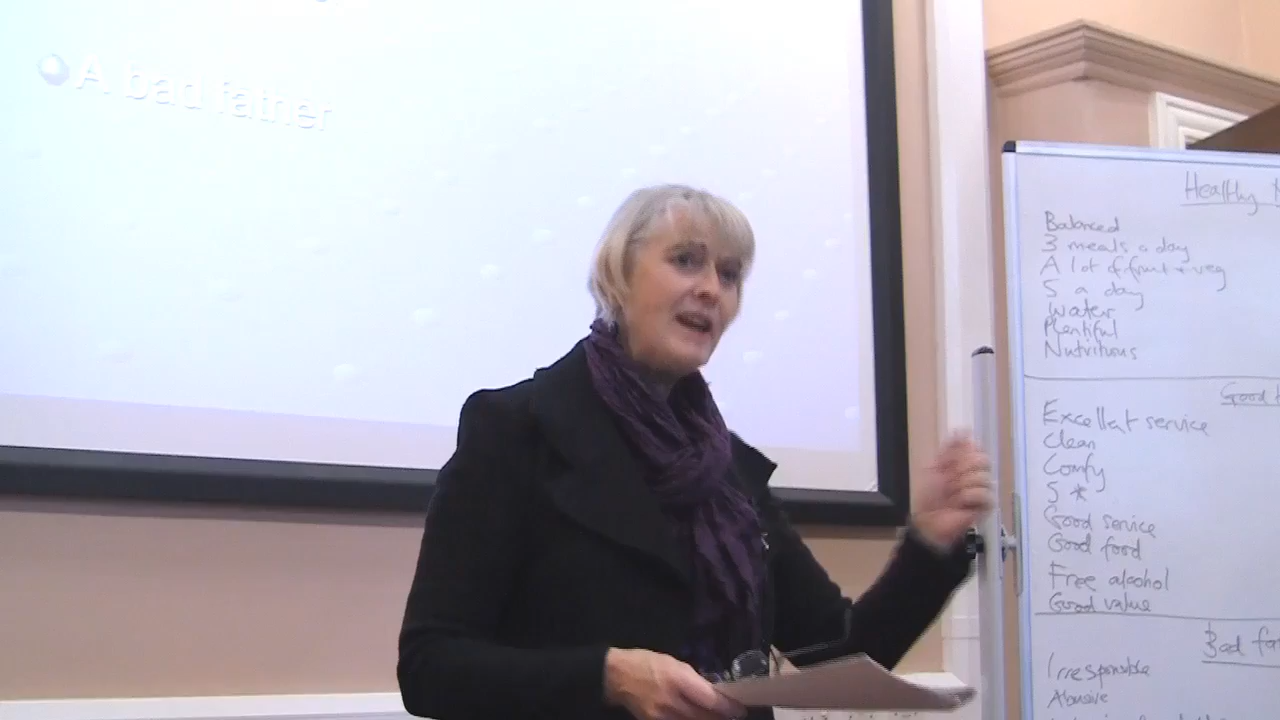 A bad father
Healthy
Balanced
3 meals a day
A lot of fruit + veg
5 a day
Water
Plentiful
Nutritious
Good
Excellent service
Clean
Comfy
5 *
Good service
Good food
Free alcohol
Good value
Bad fa
Irresponsible
Abusive